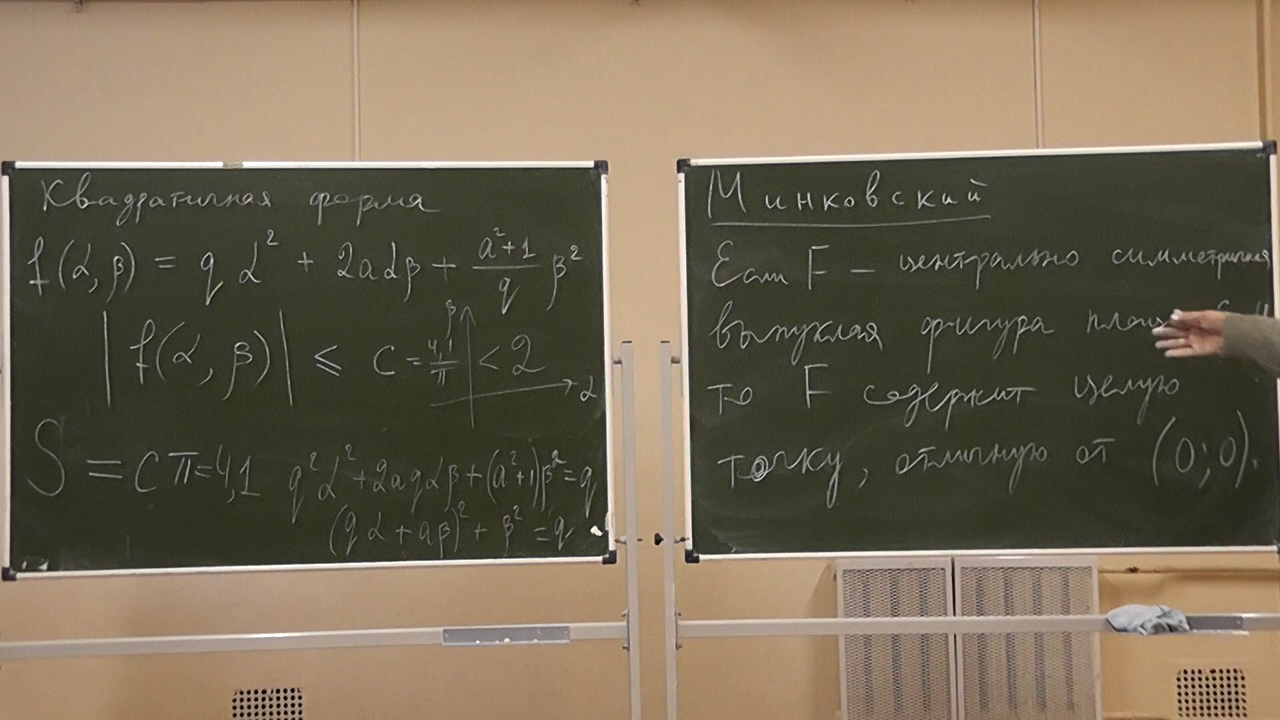 Квадратичная форма
f(α, β) = qα² + 2aαβ + (a²+1)/q β²
|f(α, β)| ≤ c = 4,1/π < 2
β
α
S = cπ = 4,1
q²α² + 2aqαβ + (a²+1)β² = q
(qα + aβ)² + β² = q
Минковский
Если F – центрально симметричная
выпуклая фигура
то F содержит целую
точку, отличную от (0;0).